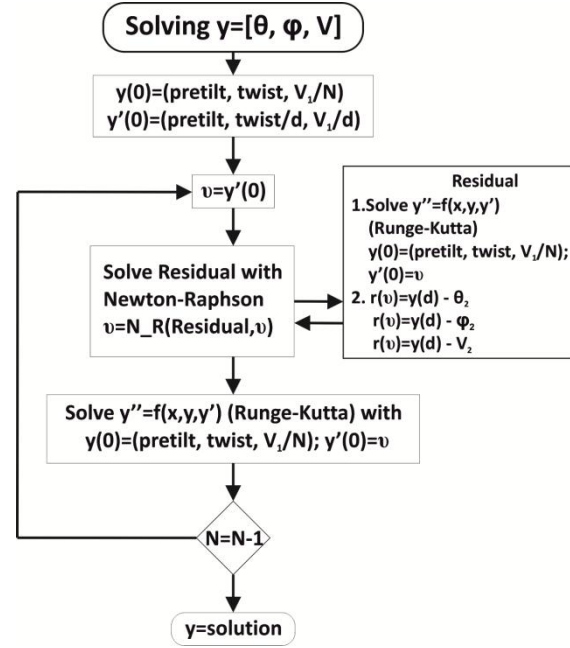 Solving y=[θ, φ, V]
y(0)=(pretilt, twist, V₁/N)
y’(0)=(pretilt, twist/d, V₁/d)
υ=y’(0)
Solve Residual with
Newton-Raphson
υ=N_R(Residual,υ)
Residual
1.Solve y’’=f(x,y,y’)
(Runge-Kutta)
y(0)=(pretilt, twist, V₁/N);
y’(0)=υ
2. r(υ)=y(d) - θ₂
r(υ)=y(d) - φ₂
r(υ)=y(d) - V₂
Solve y’’=f(x,y,y’) (Runge-Kutta) with
y(0)=(pretilt, twist, V₁/N); y’(0)=υ
N=N-1
y=solution